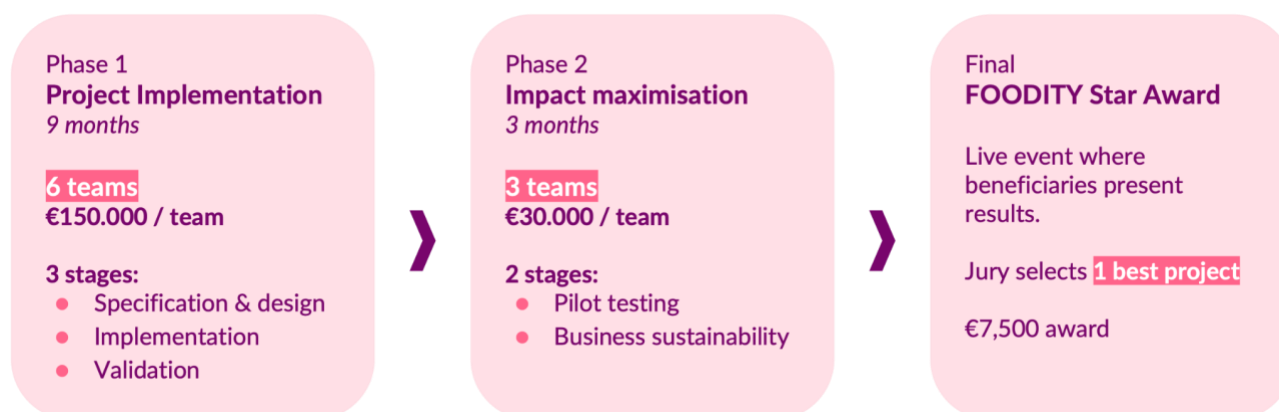 Phase 1
Project Implementation
9 months
6 teams
€150.000 / team
3 stages:
Specification & design
Implementation
Validation
Phase 2
Impact maximisation
3 months
3 teams
€30.000 / team
2 stages:
Pilot testing
Business sustainability
Final
FOODITY Star Award
Live event where
beneficiaries present
results.
Jury selects 1 best project
€7,500 award